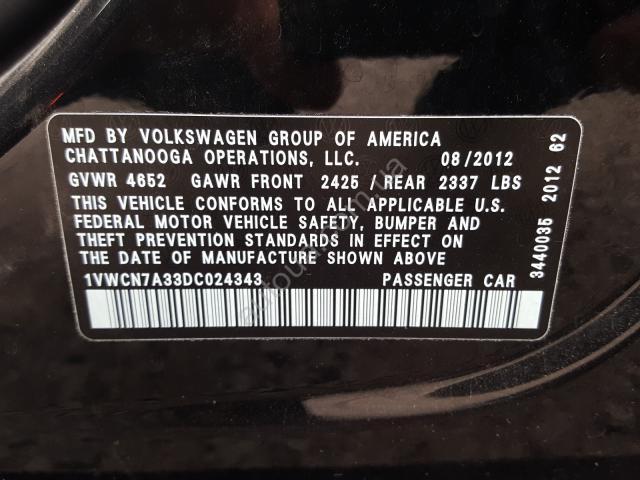 MFD BY VOLKSWAGEN GROUP OF AMERICA
CHATTANOOGA OPERATIONS, LLC. 08/2012
GVWR 4652 GAWR FRONT 2425 / REAR 2337 LBS
THIS VEHICLE CONFORMS TO ALL APPLICABLE U.S.
FEDERAL MOTOR VEHICLE SAFETY, BUMPER AND
THEFT PREVENTION STANDARDS IN EFFECT ON
THE DATE OF MANUFACTURE SHOWN ABOVE
1VWCN7A33DC024343 PASSENGER CAR
3440035 2012 62